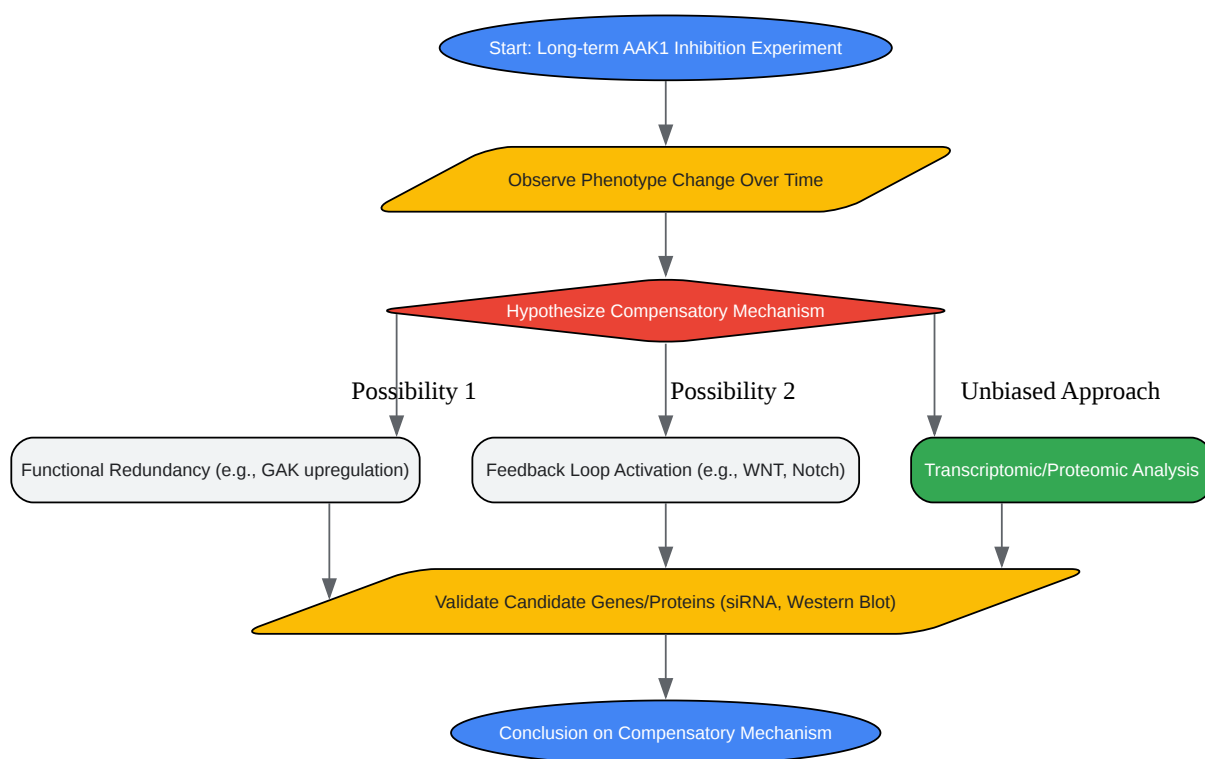 Start: Long-term AAK1 Inhibition Experiment
Observe Phenotype Change Over Time
Hypothesize Compensatory Mechanism
Possibility 1
Possibility 2
Unbiased Approach
Functional Redundancy (e.g., GAK upregulation)
Feedback Loop Activation (e.g., WNT, Notch)
Transcriptomic/Proteomic Analysis
Validate Candidate Genes/Proteins (siRNA, Western Blot)
Conclusion on Compensatory Mechanism